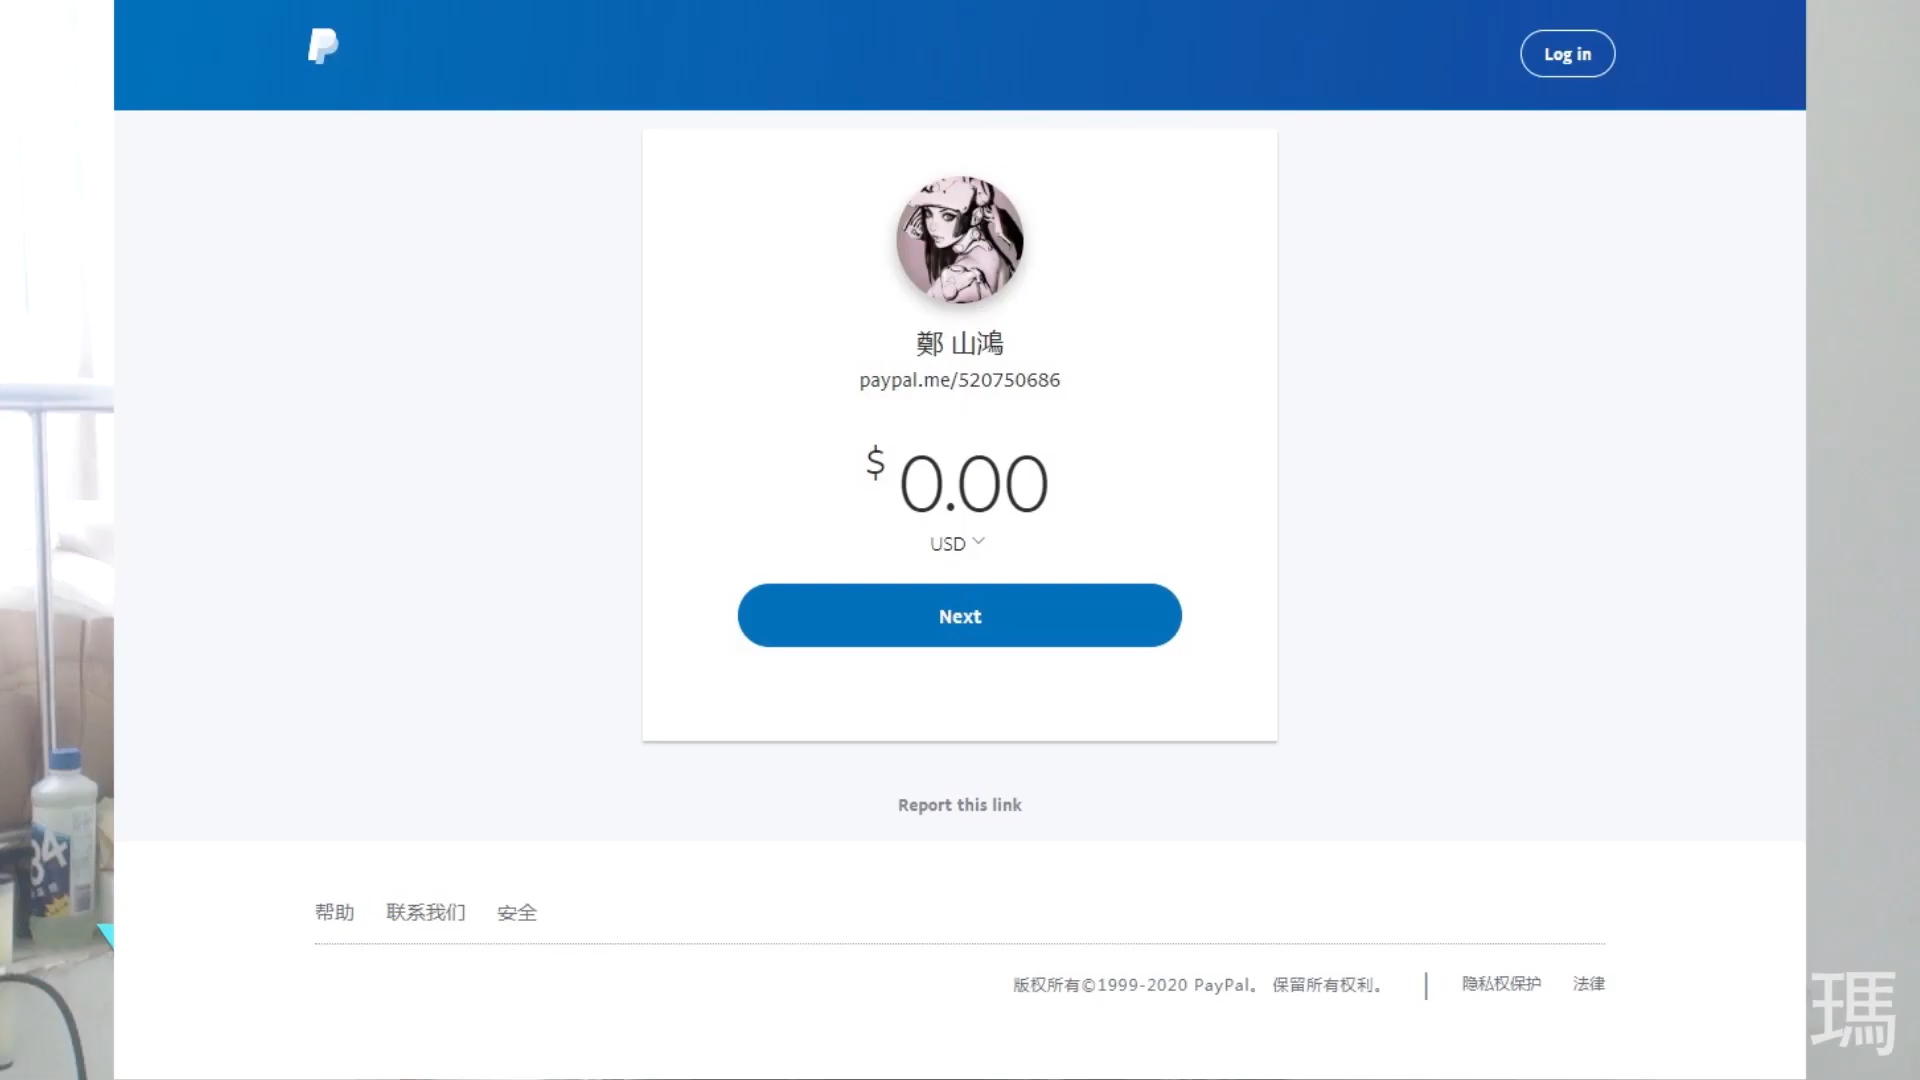 Log in
鄭 山鴻
paypal.me/520750686
$ 0.00
USD
Next
Report this link
84
帮助 联系我们 安全
版权所有©1999-2020 PayPal。 保留所有权利。 | 隐私权保护 法律
瑪